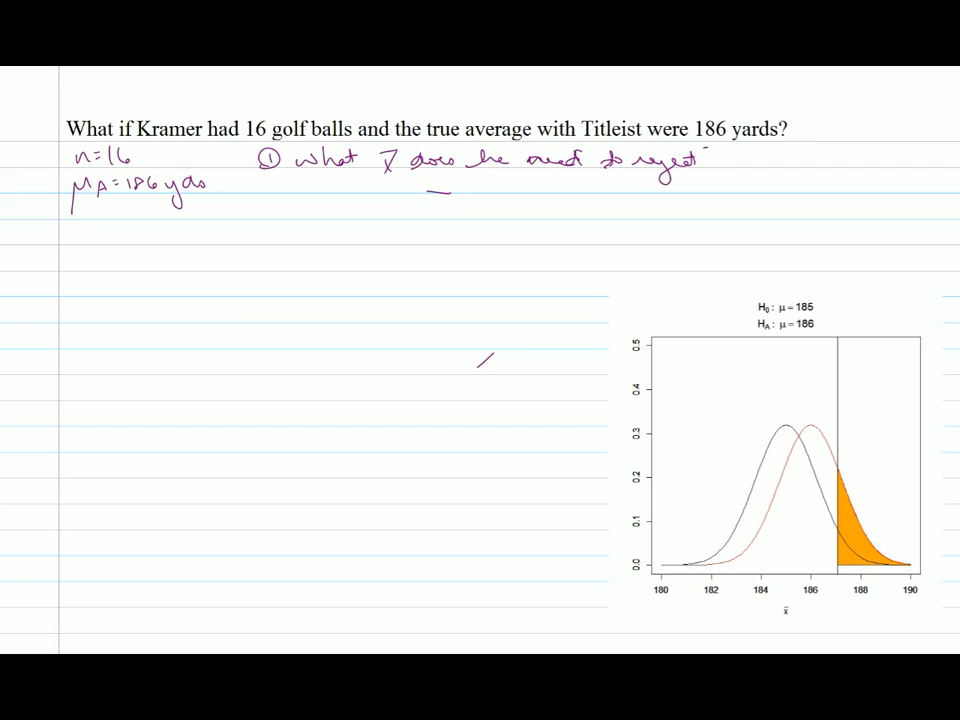 What if Kramer had 16 golf balls and the true average with Titleist were 186 yards?
n=16 ① what x̄ does he need to reject
μA=186 yds
H₀: μ=185
Hₐ: μ=186
0.5
0.4
0.3
0.2
0.1
0.0
180 182 184 186 188 190
x̄